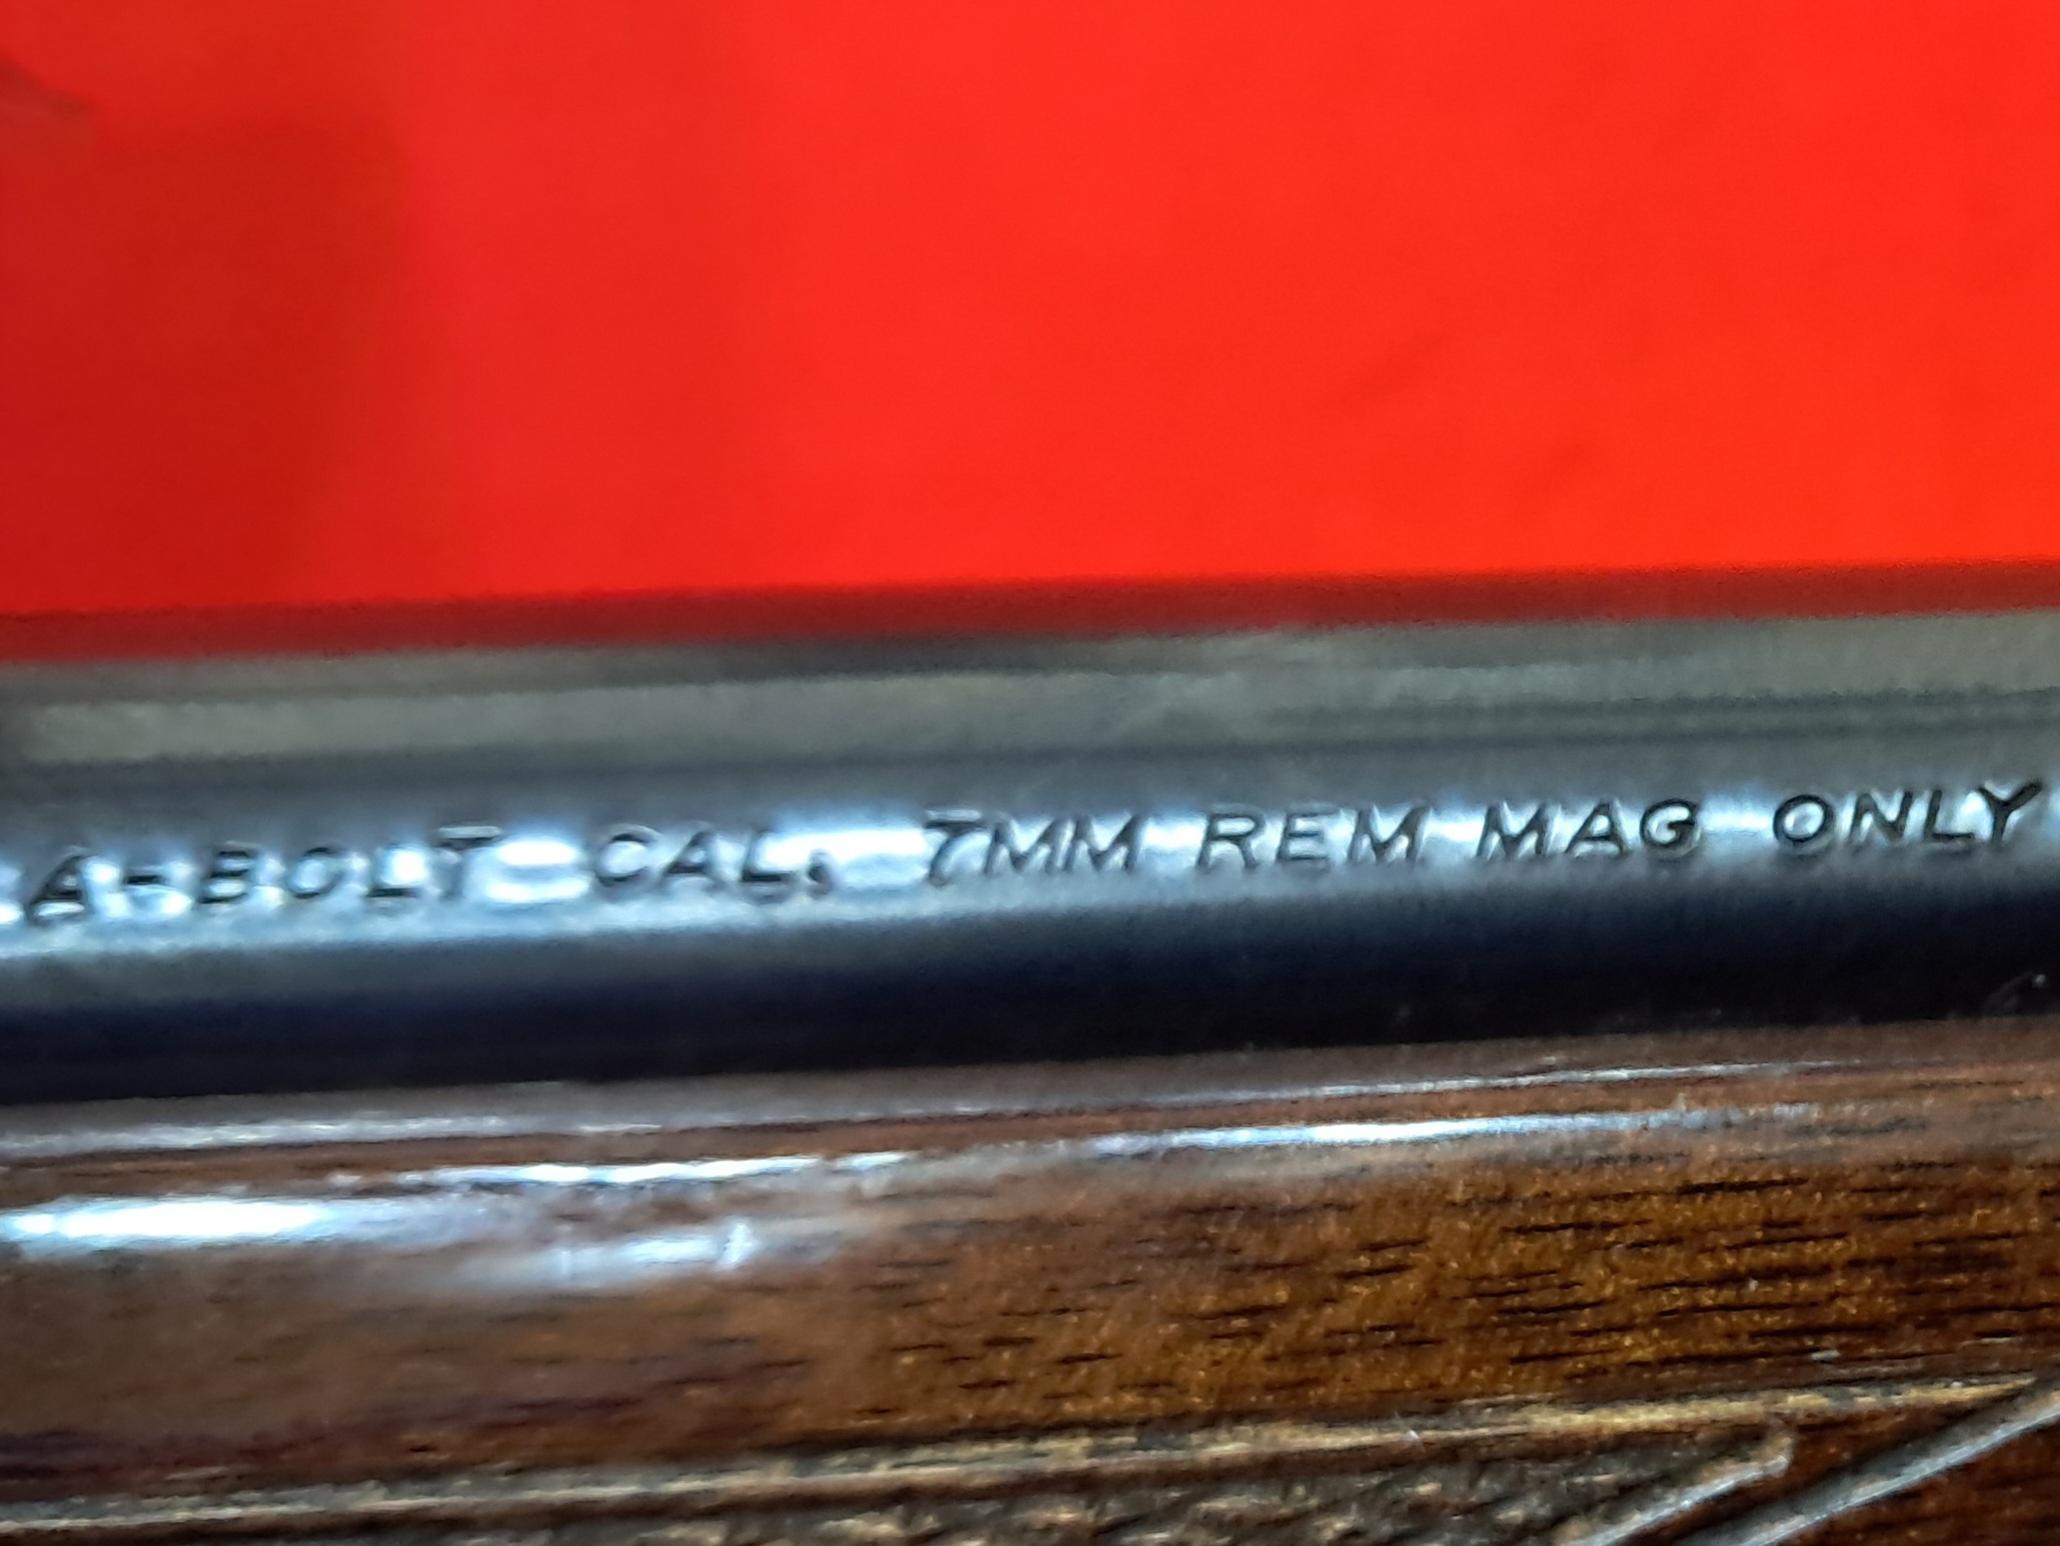 A-BOLT CAL. 7MM REM MAG ONLY